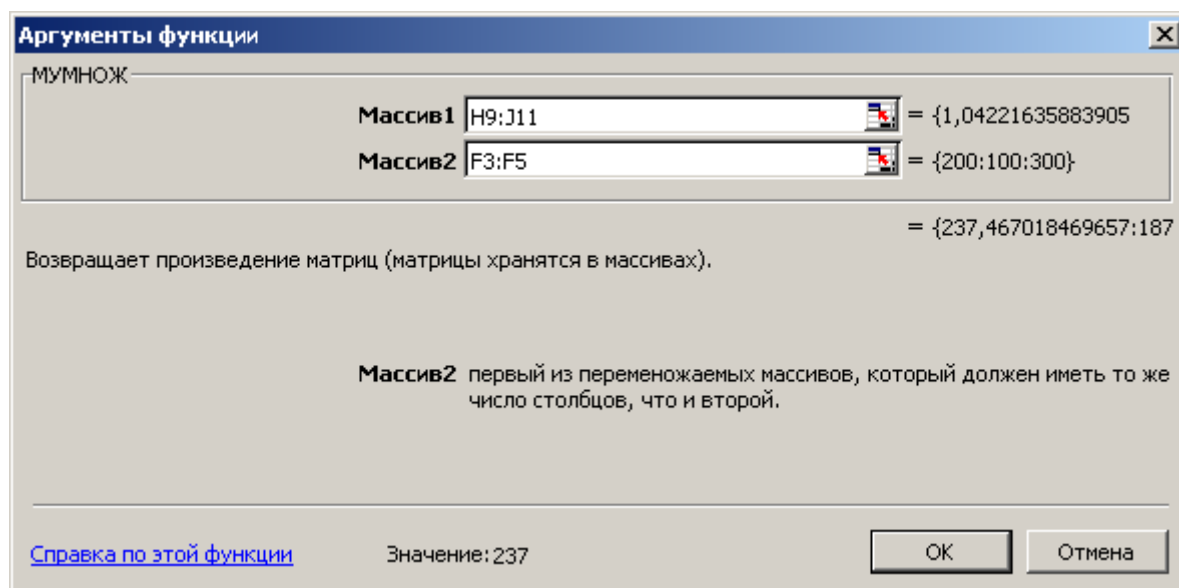 Аргументы функции
МУМНОЖ
Массив1 H9:J11 = {1,04221635883905
Массив2 F3:F5 = {200:100:300}
= {237,467018469657:187
Возвращает произведение матриц (матрицы хранятся в массивах).
Массив2 первый из переменожаемых массивов, который должен иметь то же
число столбцов, что и второй.
Справка по этой функции Значение:237 OK Отмена